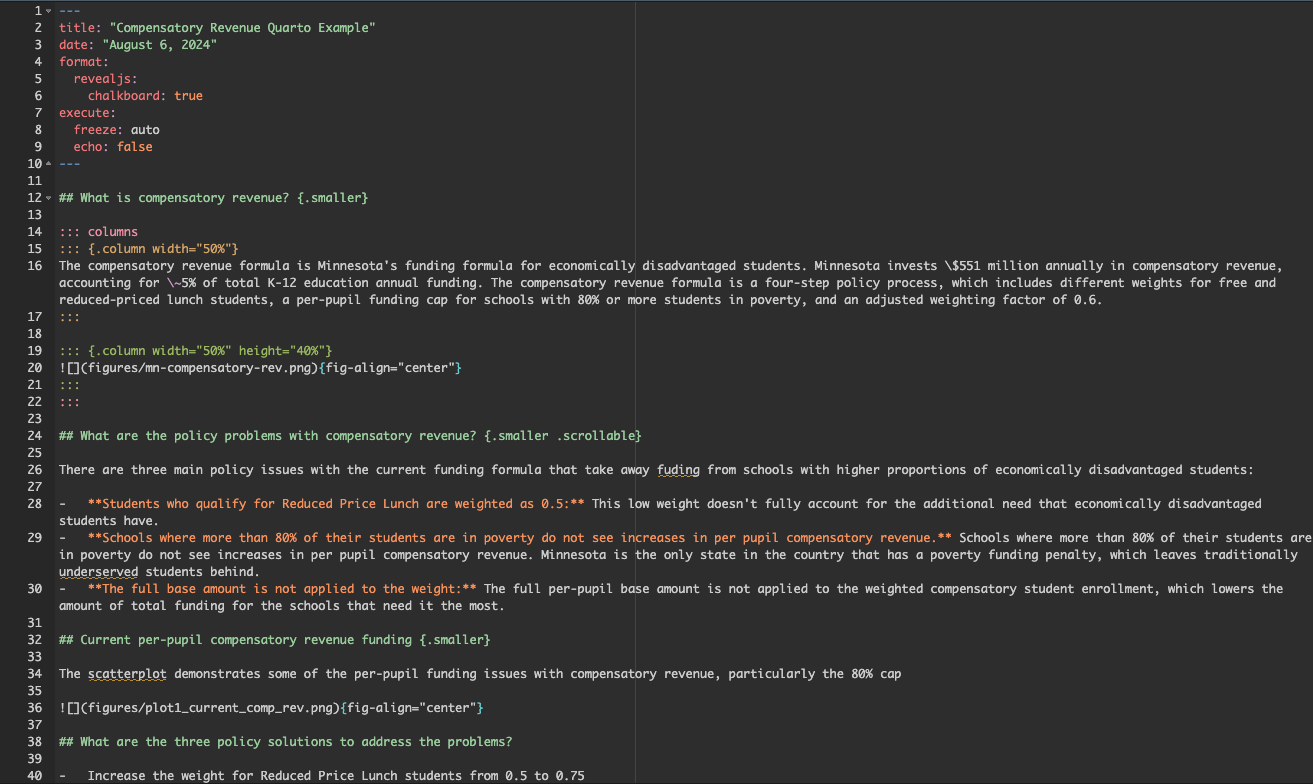 1 ---
2 title: "Compensatory Revenue Quarto Example"
3 date: "August 6, 2024"
4 format:
5   revealjs:
6     chalkboard: true
7 execute:
8   freeze: auto
9   echo: false
10 ---
11
12 ## What is compensatory revenue? {.smaller}
13
14 ::: columns
15 ::: {.column width="50%"}
16 The compensatory revenue formula is Minnesota's funding formula for economically disadvantaged students. Minnesota invests \$551 million annually in compensatory revenue,
accounting for \~5% of total K-12 education annual funding. The compensatory revenue formula is a four-step policy process, which includes different weights for free and
reduced-priced lunch students, a per-pupil funding cap for schools with 80% or more students in poverty, and an adjusted weighting factor of 0.6.
17 :::
18
19 ::: {.column width="50%" height="40%"}
20 ![](figures/mn-compensatory-rev.png){fig-align="center"}
21 :::
22 :::
23
24 ## What are the policy problems with compensatory revenue? {.smaller .scrollable}
25
26 There are three main policy issues with the current funding formula that take away fuding from schools with higher proportions of economically disadvantaged students:
27
28 -   **Students who qualify for Reduced Price Lunch are weighted as 0.5:** This low weight doesn't fully account for the additional need that economically disadvantaged
students have.
29 -   **Schools where more than 80% of their students are in poverty do not see increases in per pupil compensatory revenue.** Schools where more than 80% of their students are
in poverty do not see increases in per pupil compensatory revenue. Minnesota is the only state in the country that has a poverty funding penalty, which leaves traditionally
underserved students behind.
30 -   **The full base amount is not applied to the weight:** The full per-pupil base amount is not applied to the weighted compensatory student enrollment, which lowers the
amount of total funding for the schools that need it the most.
31
32 ## Current per-pupil compensatory revenue funding {.smaller}
33
34 The scatterplot demonstrates some of the per-pupil funding issues with compensatory revenue, particularly the 80% cap
35
36 ![](figures/plot1_current_comp_rev.png){fig-align="center"}
37
38 ## What are the three policy solutions to address the problems?
39
40 -   Increase the weight for Reduced Price Lunch students from 0.5 to 0.75